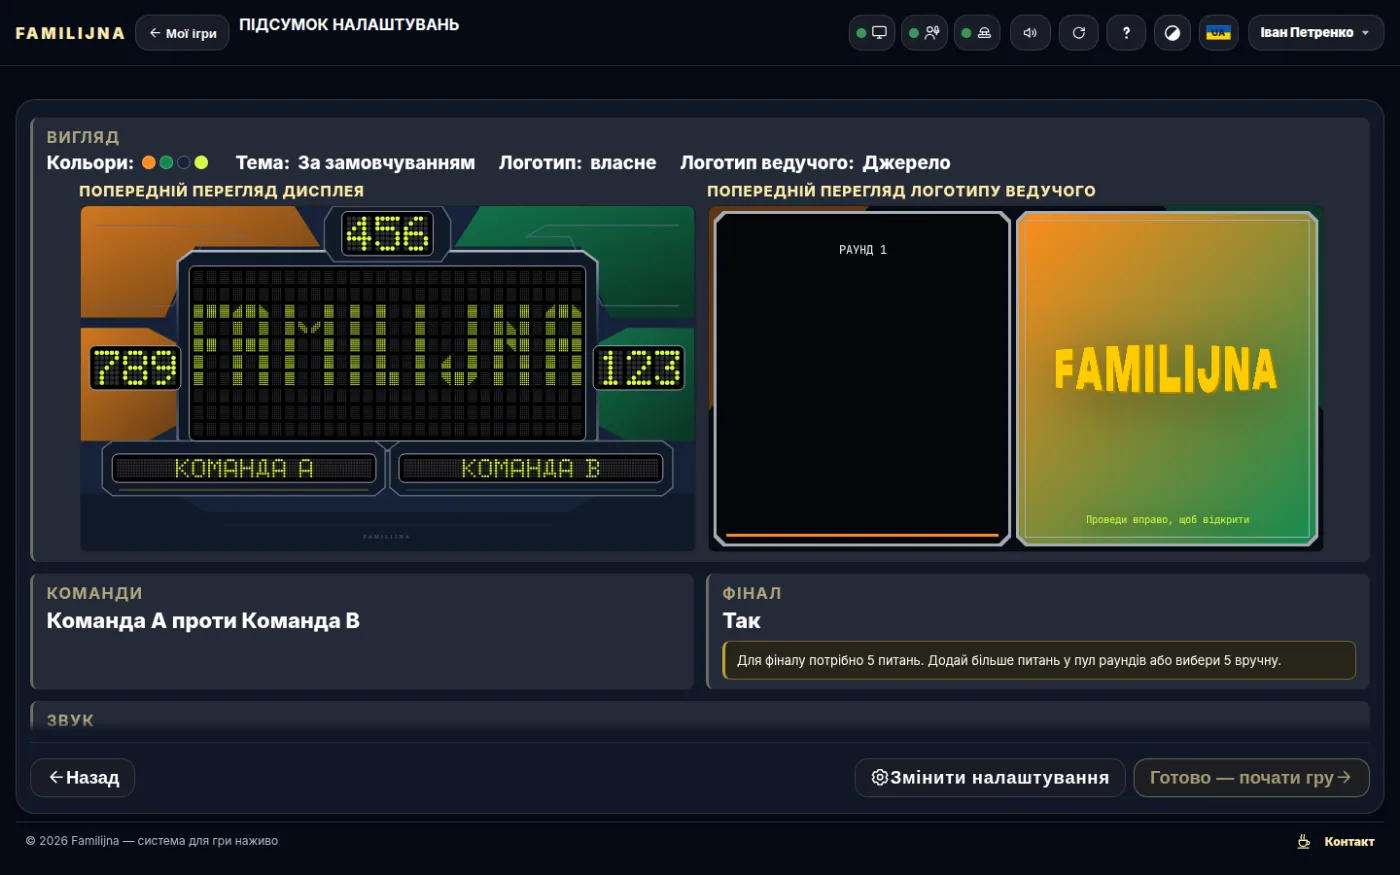 FAMILIJNA
← Мої ігри
ПІДСУМОК НАЛАШТУВАНЬ
?
UA
Іван Петренко
ВИГЛЯД
Кольори:
Тема: За замовчуванням
Логотип: власне
Логотип ведучого: Джерело
ПОПЕРЕДНІЙ ПЕРЕГЛЯД ДИСПЛЕЯ
ПОПЕРЕДНІЙ ПЕРЕГЛЯД ЛОГОТИПУ ВЕДУЧОГО
456
FAMILIJNA
789
123
КОМАНДА A
КОМАНДА B
FAMILIJNA
РАУНД 1
FAMILIJNA
Проведи вправо, щоб відкрити
КОМАНДИ
Команда A проти Команда B
ФІНАЛ
Так
Для фіналу потрібно 5 питань. Додай більше питань у пул раундів або вибери 5 вручну.
ЗВУК
← Назад
Змінити налаштування
Готово — почати гру →
© 2026 Familijna — система для гри наживо
Контакт